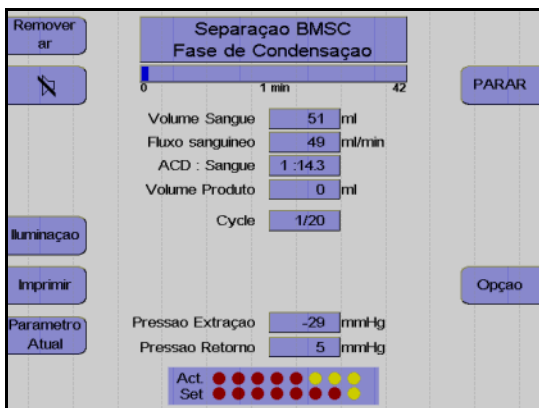 Remover
ar
Separaçao BMSC
Fase de Condensaçao
0 1 min 42
PARAR
Volume Sangue 51 ml
Fluxo sanguineo 49 ml/min
ACD : Sangue 1 :14.3
Volume Produto 0 ml
Cycle 1/20
Iluminaçao
Imprimir
Opçao
Parametro
Atual
Pressao Extraçao -29 mmHg
Pressao Retorno 5 mmHg
Act.
Set